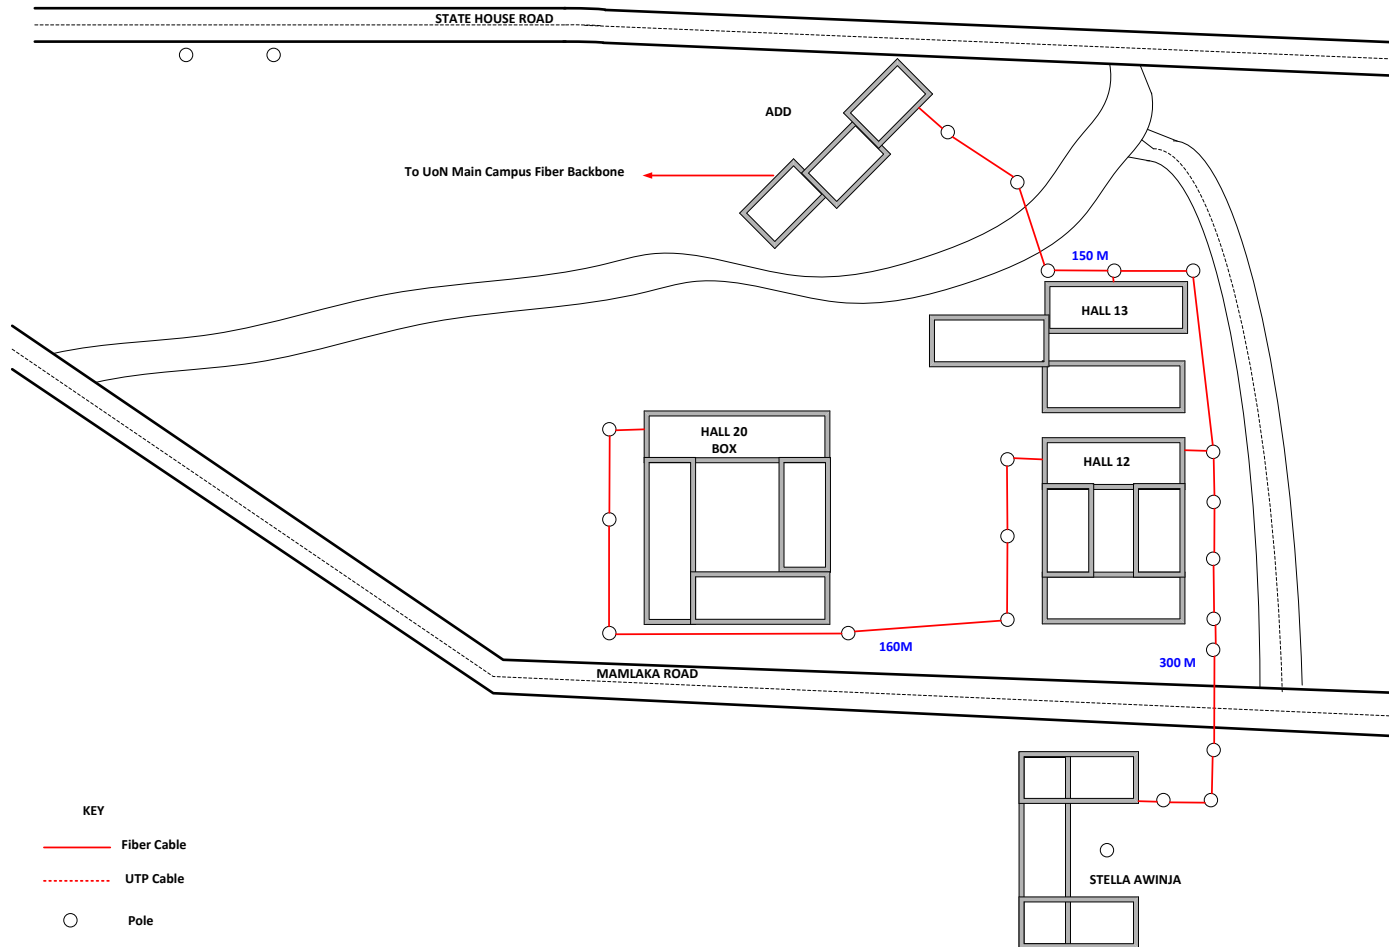 STATE HOUSE ROAD
ADD
To UoN Main Campus Fiber Backbone
150 M
HALL 13
HALL 20
BOX
HALL 12
160M
300 M
MAMLAKA ROAD
KEY
Fiber Cable
UTP Cable
Pole
STELLA AWINJA